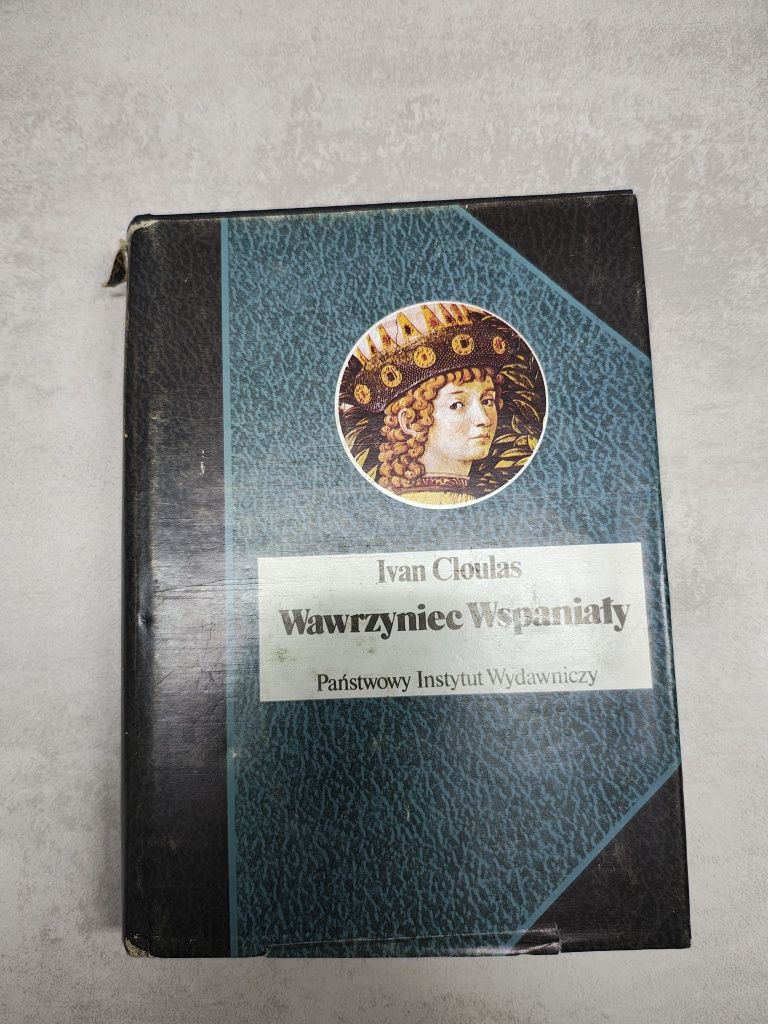 Ivan Cloulas
Wawrzyniec Wspaniały
Państwowy Instytut Wydawniczy